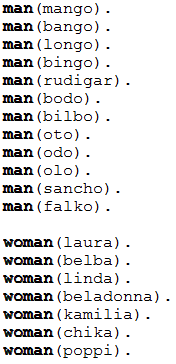 man(mango).
man(bango).
man(longo).
man(bingo).
man(rudigar).
man(bodo).
man(bilbo).
man(oto).
man(odo).
man(olo).
man(sancho).
man(falko).
woman(laura).
woman(belba).
woman(linda).
woman(beladonna).
woman(kamilia).
woman(chika).
woman(poppi).